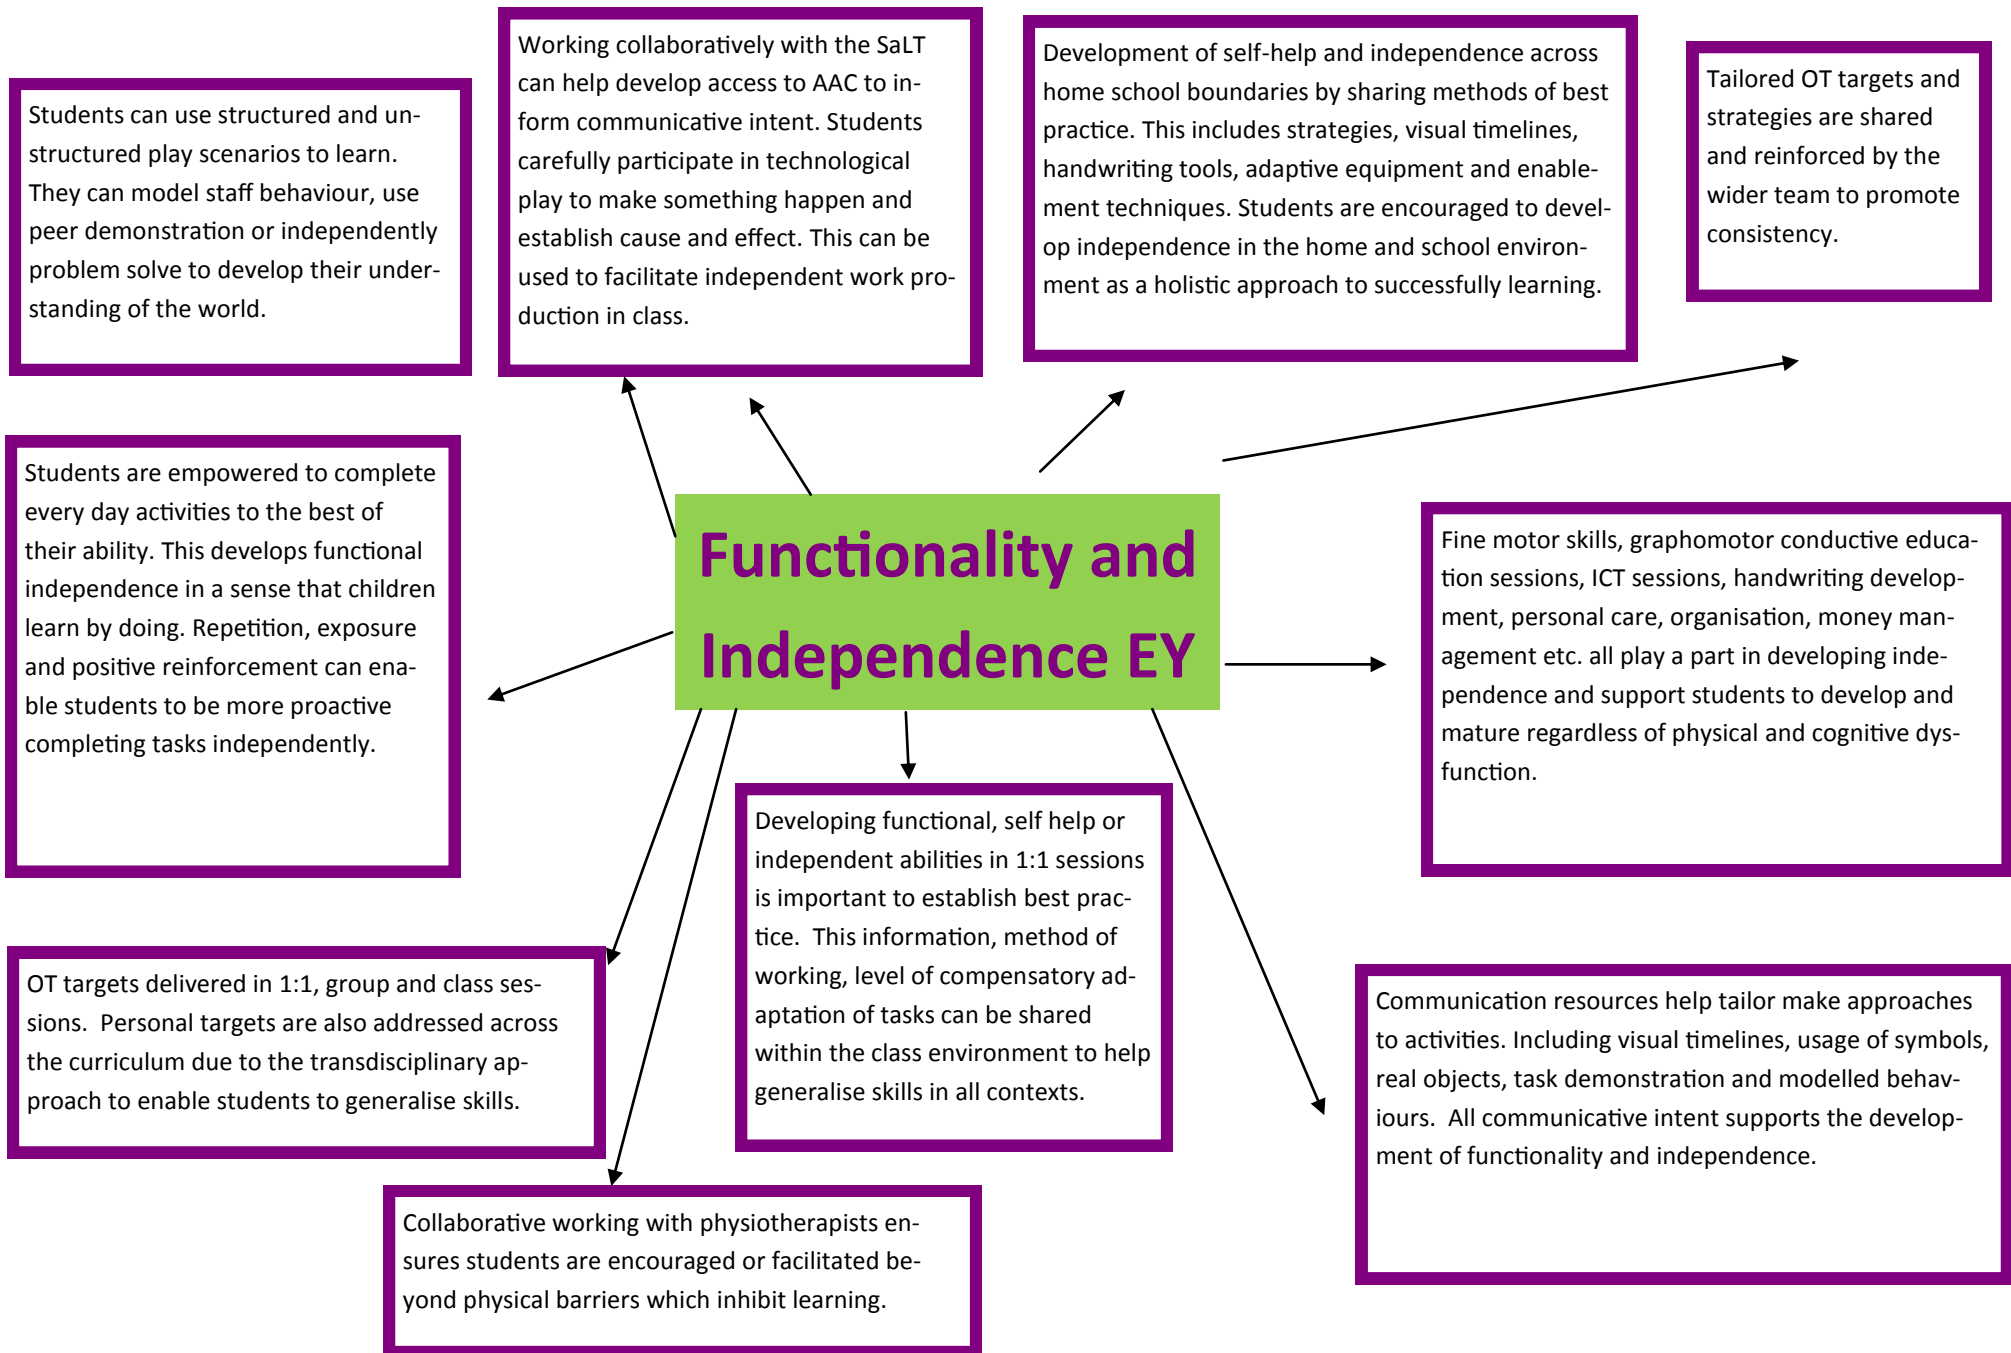 Students can use structured and un-
structured play scenarios to learn.
They can model staff behaviour, use
peer demonstration or independently
problem solve to develop their under-
standing of the world.
Working collaboratively with the SaLT
can help develop access to AAC to in-
form communicative intent. Students
carefully participate in technological
play to make something happen and
establish cause and effect. This can be
used to facilitate independent work pro-
duction in class.
Development of self-help and independence across
home school boundaries by sharing methods of best
practice. This includes strategies, visual timelines,
handwriting tools, adaptive equipment and enable-
ment techniques. Students are encouraged to devel-
op independence in the home and school environ-
ment as a holistic approach to successfully learning.
Tailored OT targets and
strategies are shared
and reinforced by the
wider team to promote
consistency.
Students are empowered to complete
every day activities to the best of
their ability. This develops functional
independence in a sense that children
learn by doing. Repetition, exposure
and positive reinforcement can ena-
ble students to be more proactive
completing tasks independently.
Functionality and
Independence EY
Fine motor skills, graphomotor conductive educa-
tion sessions, ICT sessions, handwriting develop-
ment, personal care, organisation, money man-
agement etc. all play a part in developing inde-
pendence and support students to develop and
mature regardless of physical and cognitive dys-
function.
Developing functional, self help or
independent abilities in 1:1 sessions
is important to establish best prac-
tice.  This information, method of
working, level of compensatory ad-
aptation of tasks can be shared
within the class environment to help
generalise skills in all contexts.
OT targets delivered in 1:1, group and class ses-
sions.  Personal targets are also addressed across
the curriculum due to the transdisciplinary ap-
proach to enable students to generalise skills.
Communication resources help tailor make approaches
to activities. Including visual timelines, usage of symbols,
real objects, task demonstration and modelled behav-
iours.  All communicative intent supports the develop-
ment of functionality and independence.
Collaborative working with physiotherapists en-
sures students are encouraged or facilitated be-
yond physical barriers which inhibit learning.